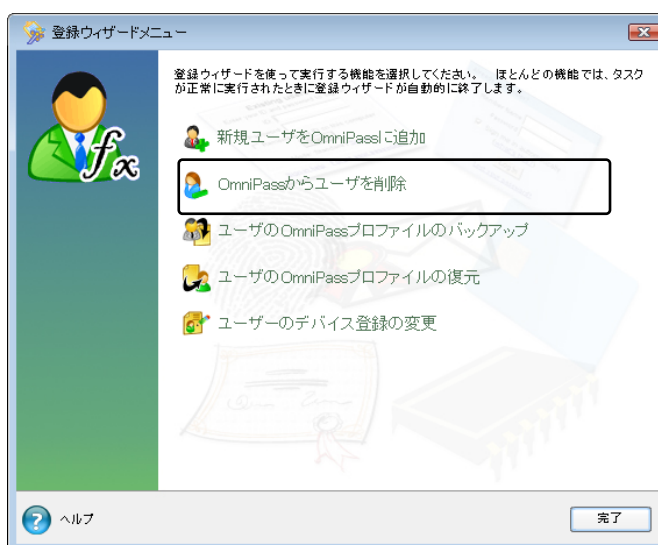 登録ウィザードメニュー
登録ウィザードを使って実行する機能を選択してください。 ほとんどの機能では、タスク
が正常に実行されたときに登録ウィザードが自動的に終了します。
新規ユーザをOmniPassに追加
OmniPassからユーザを削除
ユーザのOmniPassプロファイルのバックアップ
ユーザのOmniPassプロファイルの復元
ユーザーのデバイス登録の変更
fx
ヘルプ
完了